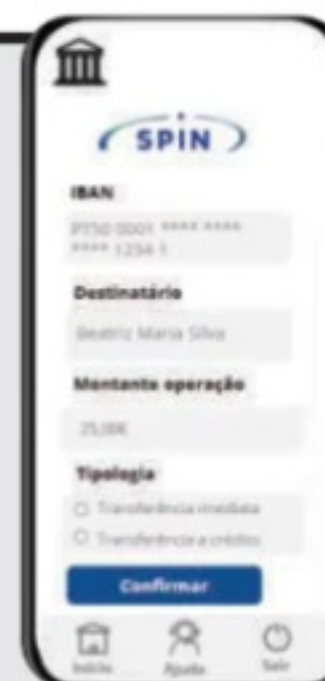 SPIN
IBAN
PT50 0001 **** ****
**** 1234 1
Destinatário
Beatriz Maria Silva
Montante operação
25,00€
Tipologia
Transferência imediata
Transferência a crédito
Confirmar
Início
Ajuda
Sair